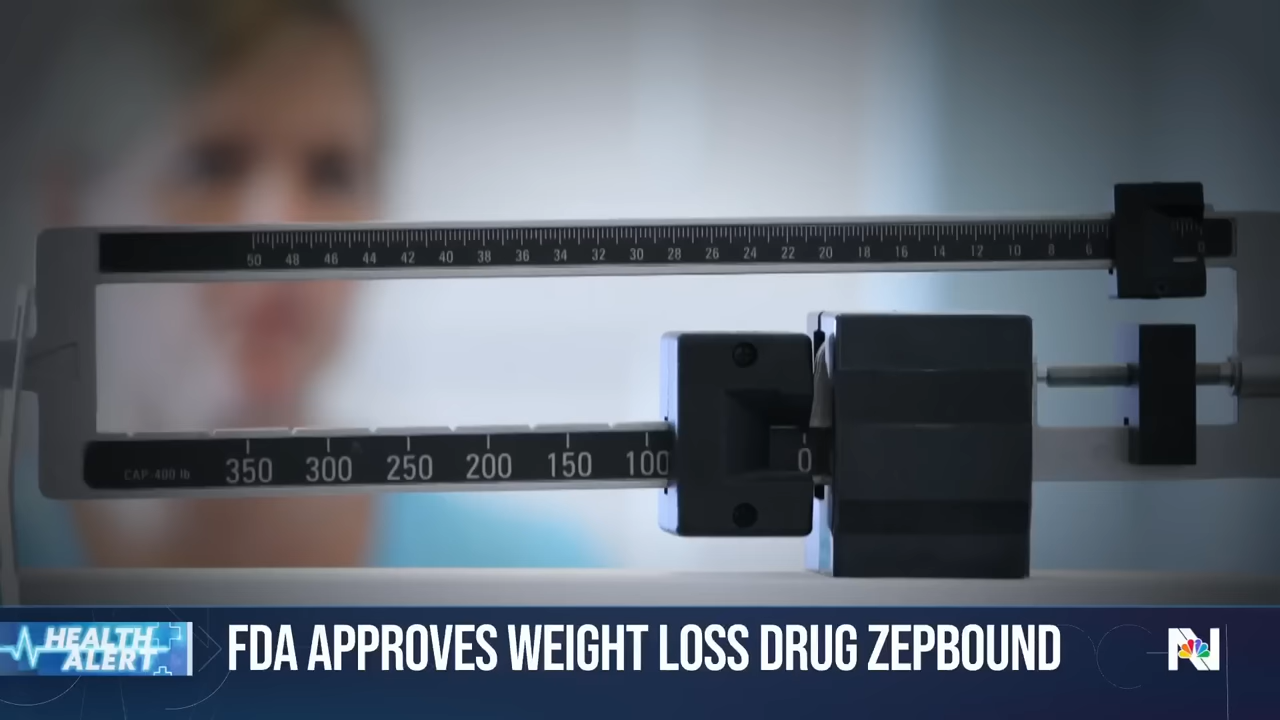 50 48 46 44 42 40 38 36 34 32 30 28 26 24 22 20 18 16 14 12 10 8 6 0
CAP-400 lb 350 300 250 200 150 100 0
HEALTH
ALERT
FDA APPROVES WEIGHT LOSS DRUG ZEPBOUND
N